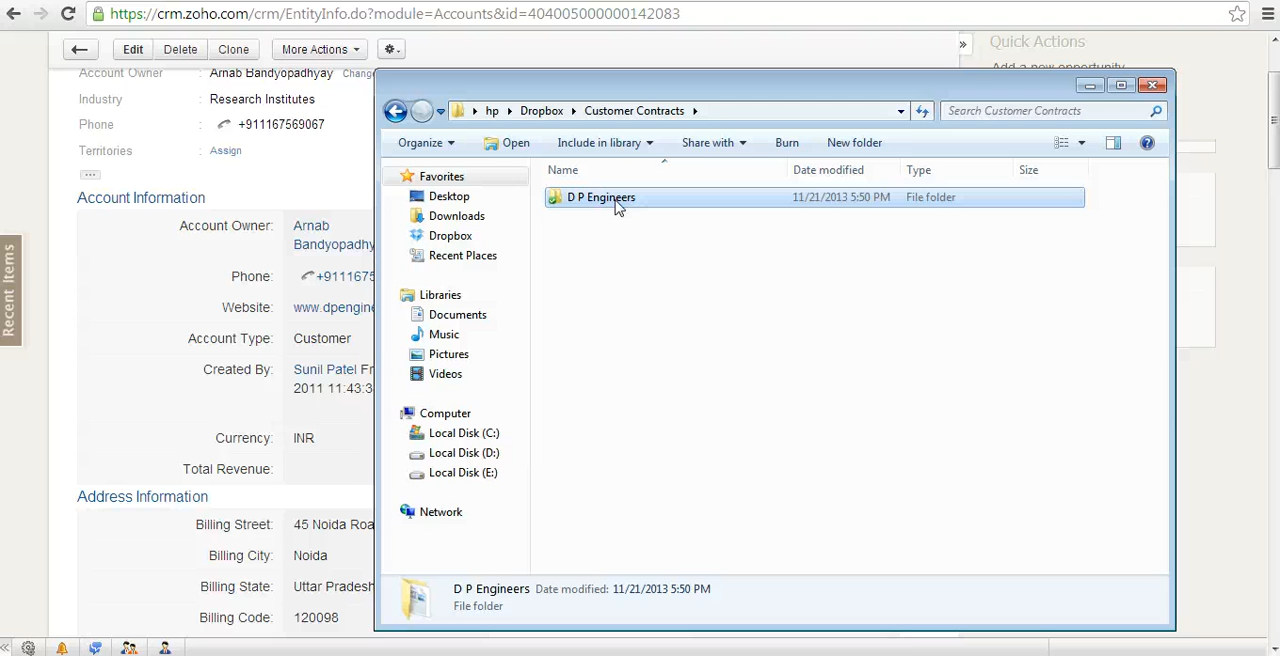 https://crm.zoho.com/crm/EntityInfo.do?module=Accounts&id=404005000000142083
Edit Delete Clone More Actions
» Quick Actions
Add a new opportunity
Account Owner : Arnab Bandyopadhyay Change
Industry : Research Institutes
Phone : +911167569067
Territories : Assign
...
Account Information
Account Owner: Arnab
Bandyopadhy
Phone: +9111675
Website: www.dpengine
Account Type: Customer
Created By: Sunil Patel Fr
2011 11:43:3
Currency: INR
Total Revenue:
Address Information
Billing Street: 45 Noida Roa
Billing City: Noida
Billing State: Uttar Pradesh
Billing Code: 120098
Recent Items
hp Dropbox Customer Contracts
Search Customer Contracts
Organize Open Include in library Share with Burn New folder
Favorites
Desktop
Downloads
Dropbox
Recent Places
Libraries
Documents
Music
Pictures
Videos
Computer
Local Disk (C:)
Local Disk (D:)
Local Disk (E:)
Network
Name Date modified Type Size
D P Engineers 11/21/2013 5:50 PM File folder
D P Engineers Date modified: 11/21/2013 5:50 PM
File folder